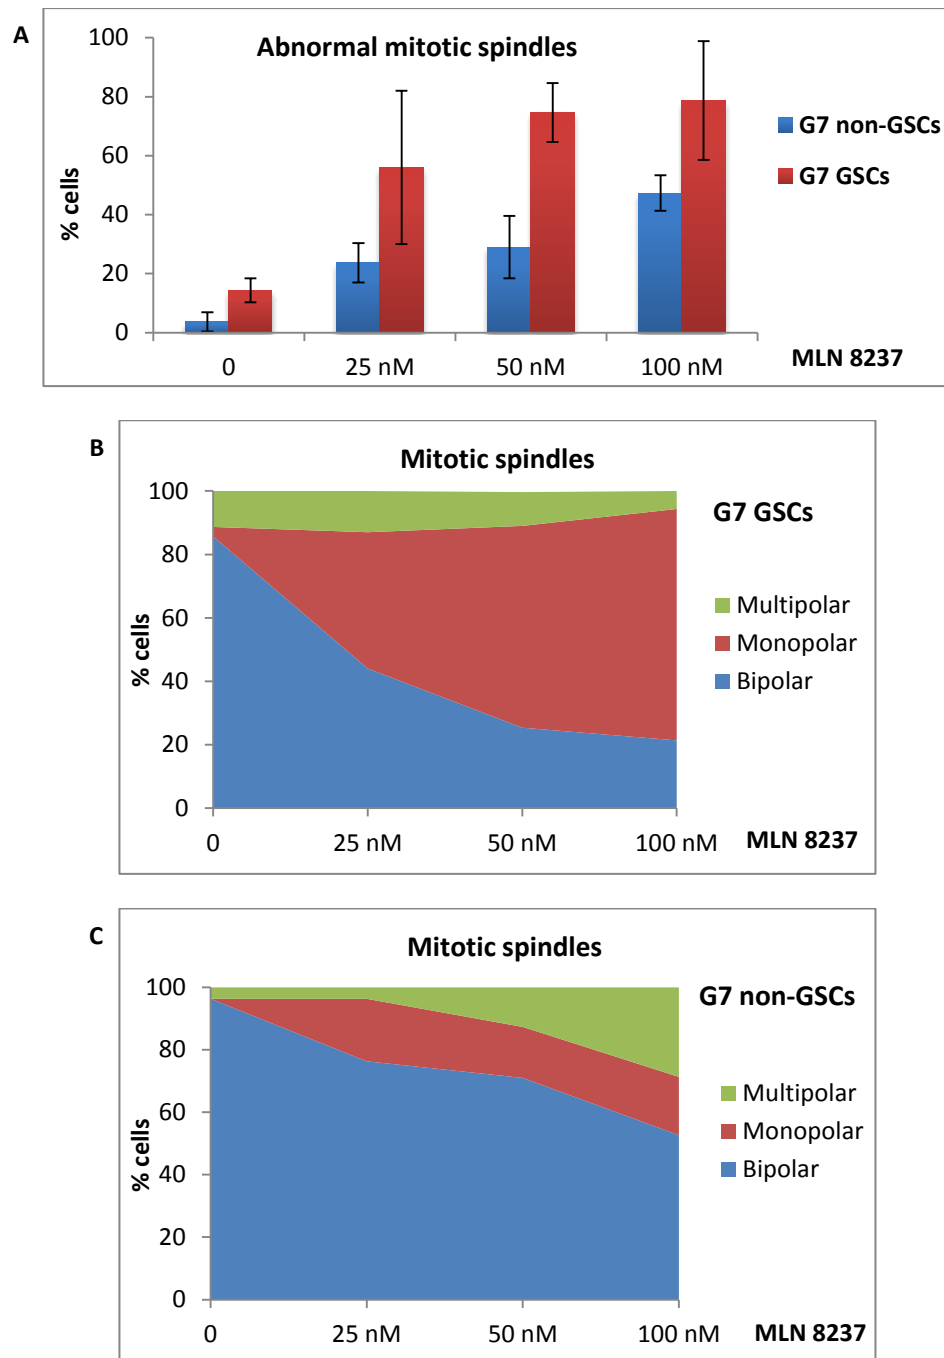 A
Abnormal mitotic spindles
100
80
60
40
20
0
% cells
0 25 nM 50 nM 100 nM MLN 8237
G7 non-GSCs
G7 GSCs
B
Mitotic spindles
G7 GSCs
100
80
60
40
20
0
% cells
Multipolar
Monopolar
Bipolar
0 25 nM 50 nM 100 nM MLN 8237
C
Mitotic spindles
G7 non-GSCs
100
80
60
40
20
0
% cells
Multipolar
Monopolar
Bipolar
0 25 nM 50 nM 100 nM MLN 8237